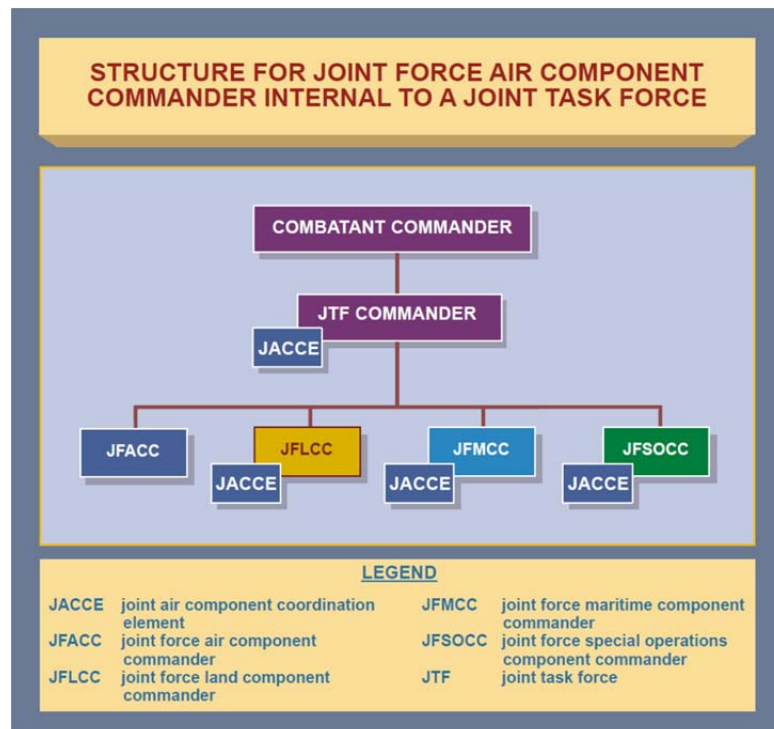 STRUCTURE FOR JOINT FORCE AIR COMPONENT
COMMANDER INTERNAL TO A JOINT TASK FORCE
COMBATANT COMMANDER
JTF COMMANDER
JACCE
JFACC
JFLCC
JFMCC
JFSOCC
JACCE
JACCE
JACCE
LEGEND
JACCE joint air component coordination
element
JFACC joint force air component
commander
JFLCC joint force land component
commander
JFMCC joint force maritime component
commander
JFSOCC joint force special operations
component commander
JTF joint task force